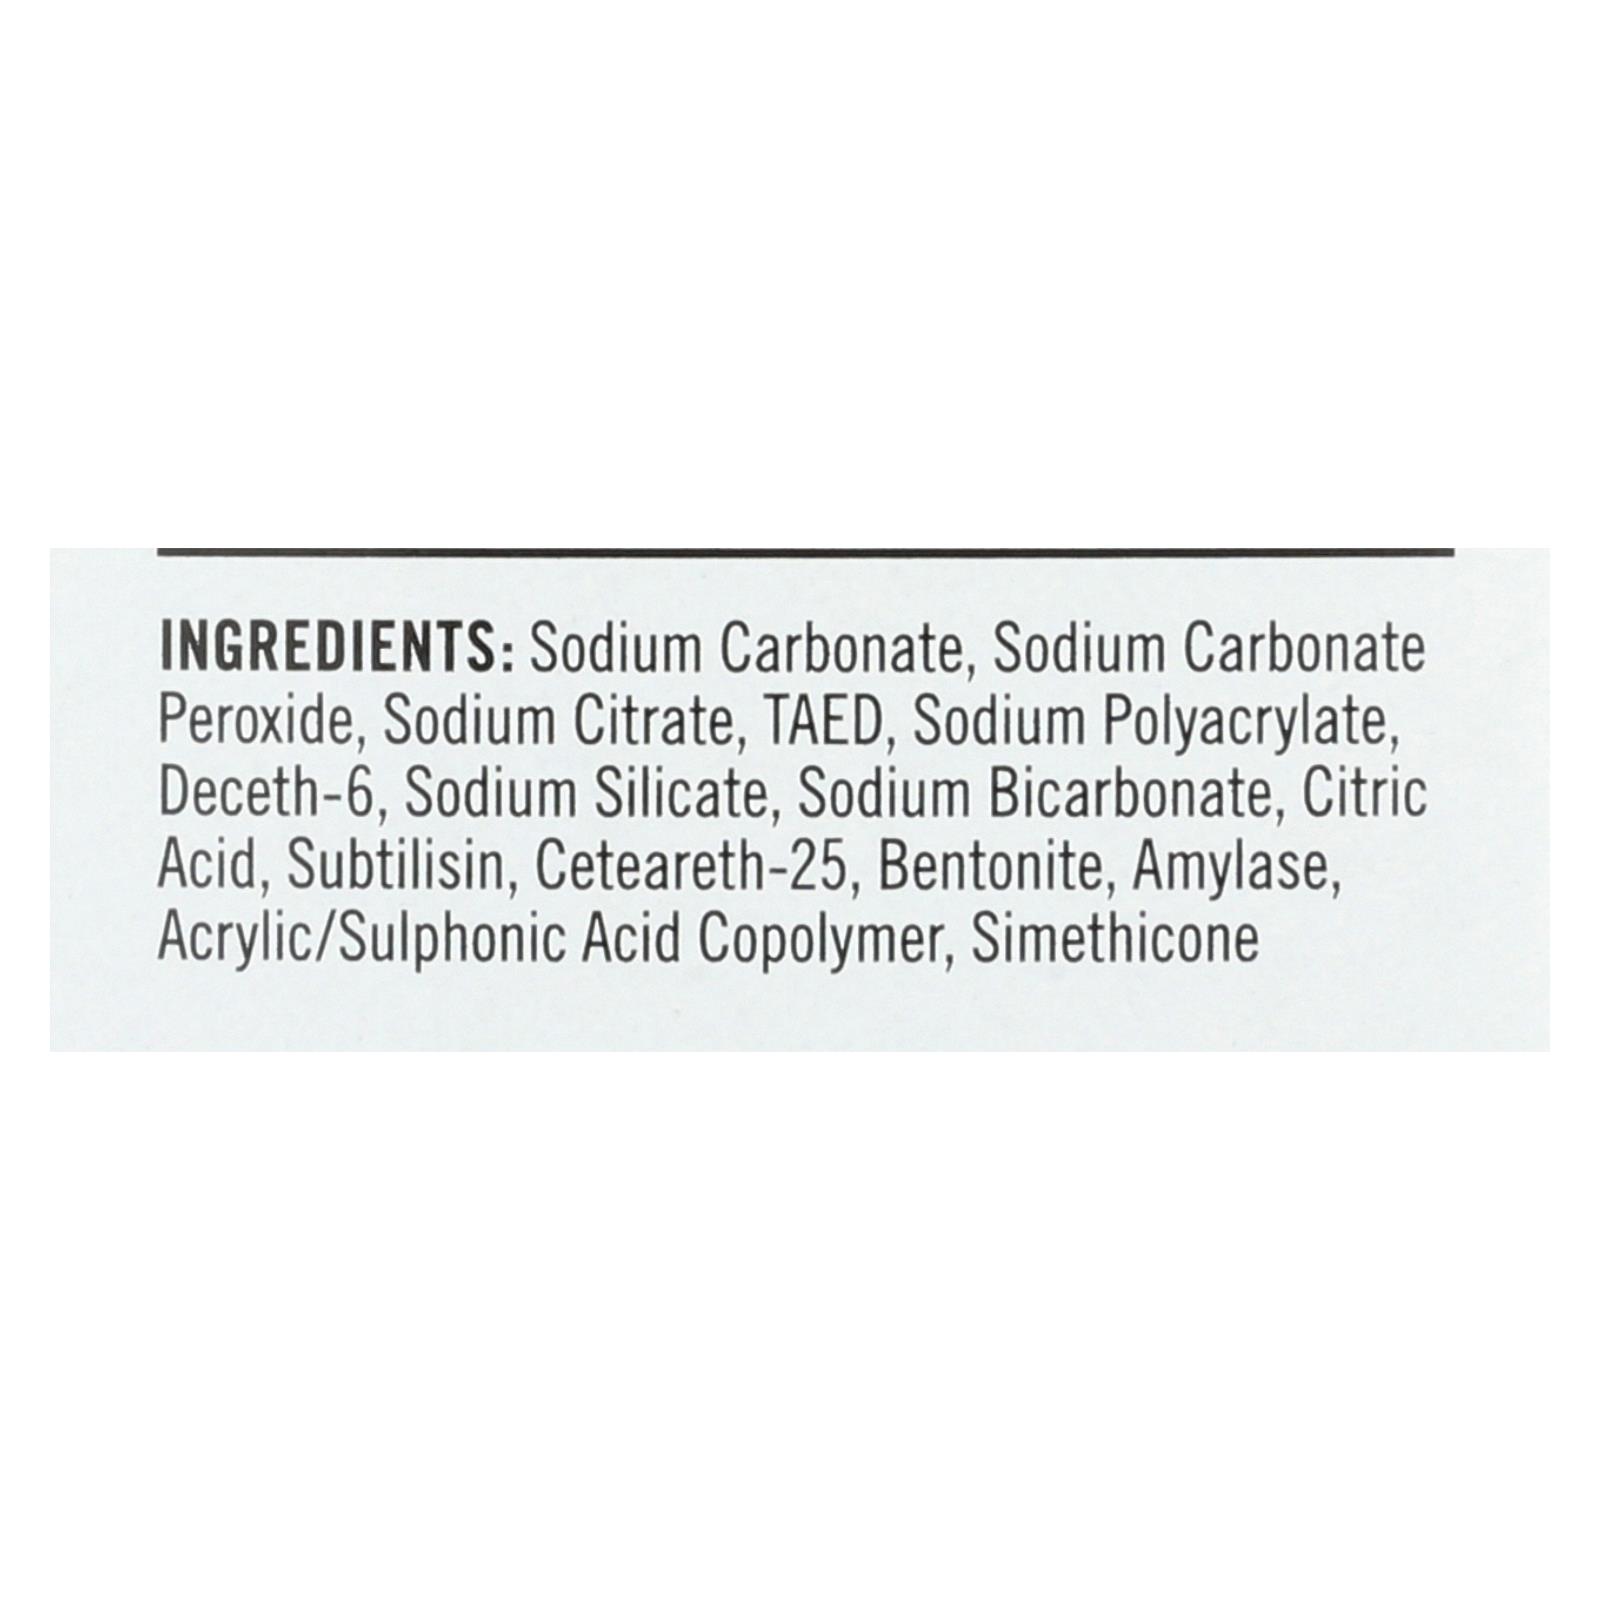 INGREDIENTS: Sodium Carbonate, Sodium Carbonate
Peroxide, Sodium Citrate, TAED, Sodium Polyacrylate,
Deceth-6, Sodium Silicate, Sodium Bicarbonate, Citric
Acid, Subtilisin, Ceteareth-25, Bentonite, Amylase,
Acrylic/Sulphonic Acid Copolymer, Simethicone